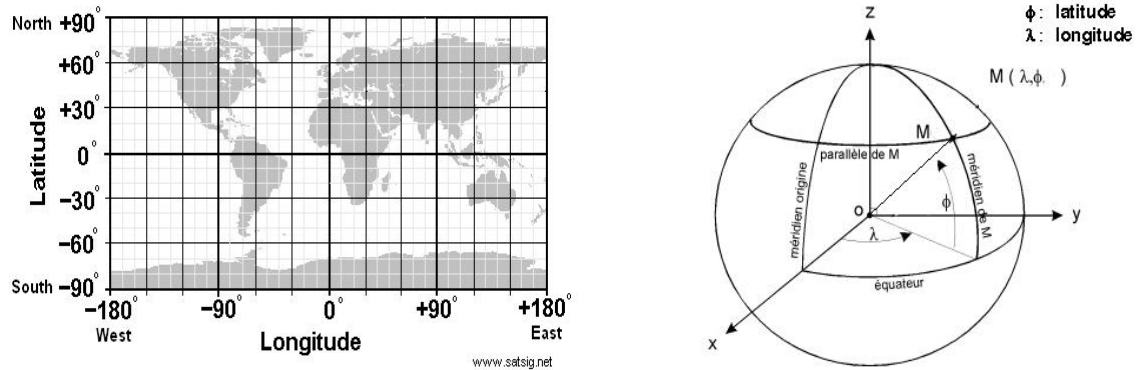 North +90°
+60°
+30°
Latitude
0°
−30°
−60°
South −90°
−180° −90° 0° +90° +180°
West East
Longitude
www.satsig.net
ϕ: latitude
λ: longitude
z
M ( λ,ϕ. )
M
parallèle de M
méridien origine
méridien de M
o
ϕ
y
λ
équateur
x